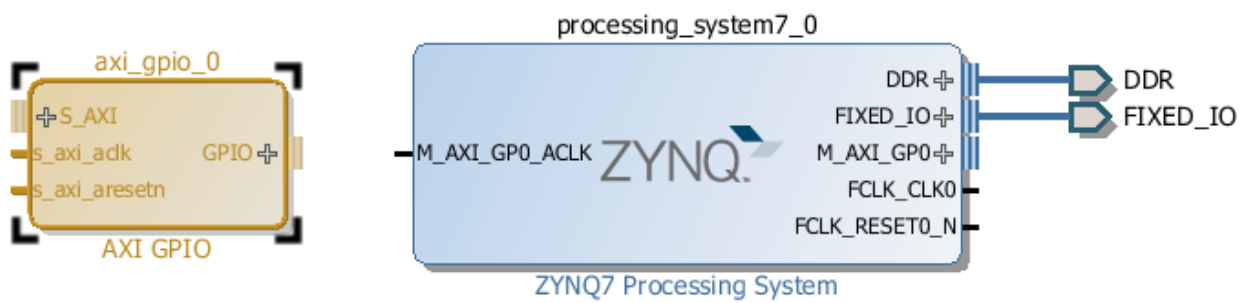 axi_gpio_0
S_AXI
s_axi_aclk
s_axi_aresetn
GPIO
AXI GPIO
processing_system7_0
M_AXI_GP0_ACLK
ZYNQ
DDR
FIXED_IO
M_AXI_GP0
FCLK_CLK0
FCLK_RESET0_N
ZYNQ7 Processing System
DDR
FIXED_IO